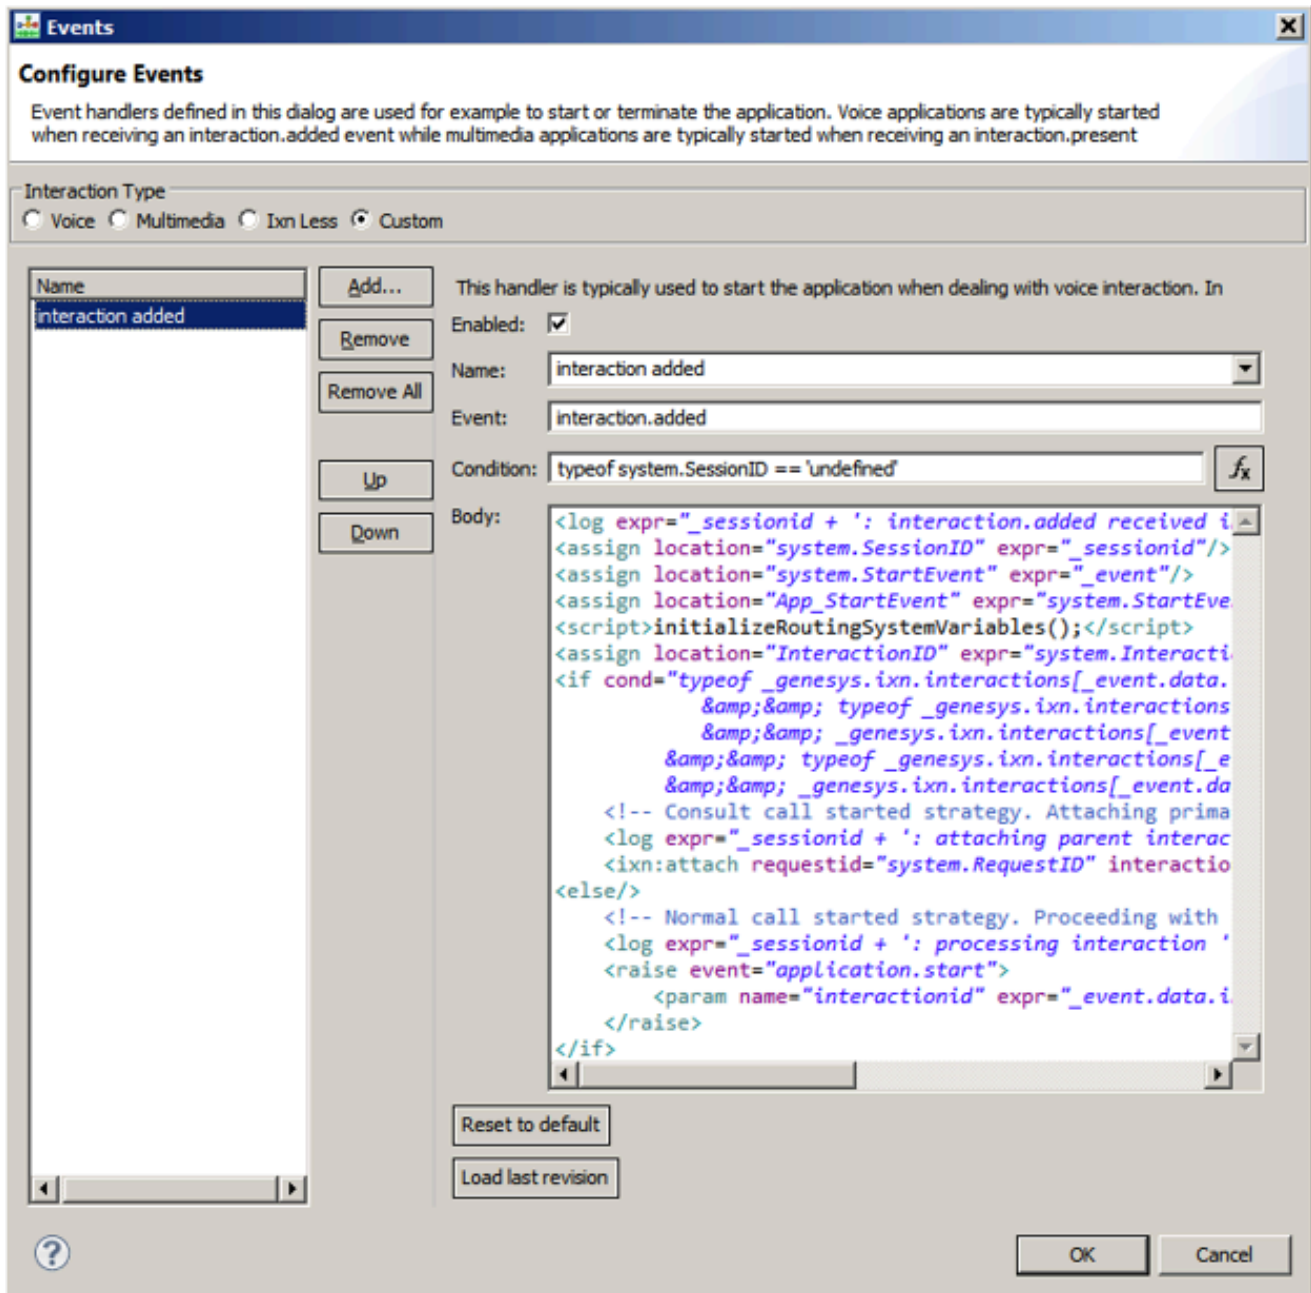 Events
Configure Events
Event handlers defined in this dialog are used for example to start or terminate the application. Voice applications are typically started
when receiving an interaction.added event while multimedia applications are typically started when receiving an interaction.present
Interaction Type
Voice Multimedia Ixn Less Custom
Name
interaction added
Add...
Remove
Remove All
Up
Down
This handler is typically used to start the application when dealing with voice interaction. In
Enabled:
Name: interaction added
Event: interaction.added
Condition: typeof system.SessionID == 'undefined' fx
Body:
<log expr="_sessionid + ': interaction.added received i
<assign location="system.SessionID" expr="_sessionid"/>
<assign location="system.StartEvent" expr="_event"/>
<assign location="App_StartEvent" expr="system.StartEve
<script>initializeRoutingSystemVariables();</script>
<assign location="InteractionID" expr="system.Interacti
<if cond="typeof _genesys.ixn.interactions[_event.data.
&amp;&amp; typeof _genesys.ixn.interactions
&amp;&amp; _genesys.ixn.interactions[_event
&amp;&amp; typeof _genesys.ixn.interactions[_e
&amp;&amp; _genesys.ixn.interactions[_event.da
<!-- Consult call started strategy. Attaching prima
<log expr="_sessionid + ': attaching parent interac
<ixn:attach requestid="system.RequestID" interactio
<else/>
<!-- Normal call started strategy. Proceeding with
<log expr="_sessionid + ': processing interaction '
<raise event="application.start">
<param name="interactionid" expr="_event.data.i
</raise>
</if>
Reset to default
Load last revision
?
OK
Cancel